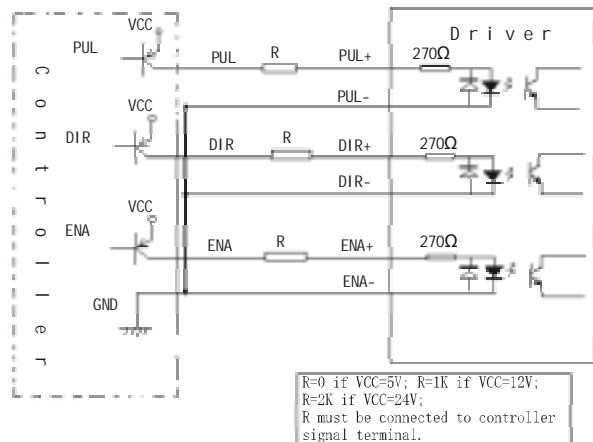 Controller
Driver
VCC
PUL
PUL
R
PUL+
270Ω
PUL-
VCC
DIR
DIR
R
DIR+
270Ω
DIR-
VCC
ENA
ENA
R
ENA+
270Ω
ENA-
GND
R=0 if VCC=5V; R=1K if VCC=12V;
R=2K if VCC=24V;
R must be connected to controller
signal terminal.